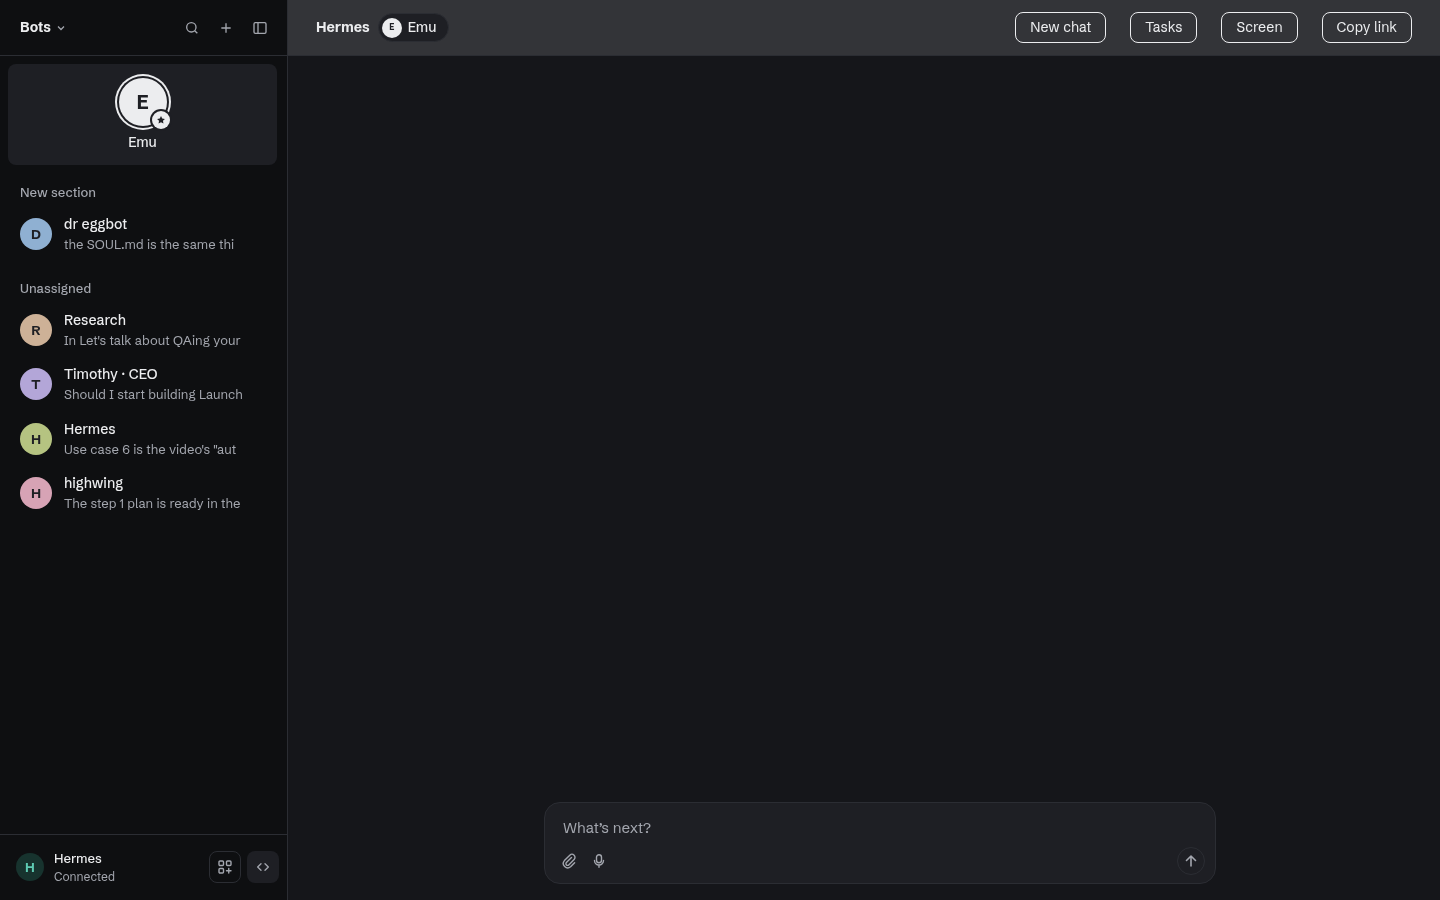 Bots
Hermes
E
Emu
New chat
Tasks
Screen
Copy link
E
Emu
New section
D
dr eggbot
the SOUL.md is the same thi
Unassigned
R
Research
In Let's talk about QAing your
T
Timothy · CEO
Should I start building Launch
H
Hermes
Use case 6 is the video's "aut
H
highwing
The step 1 plan is ready in the
What's next?
H
Hermes
Connected